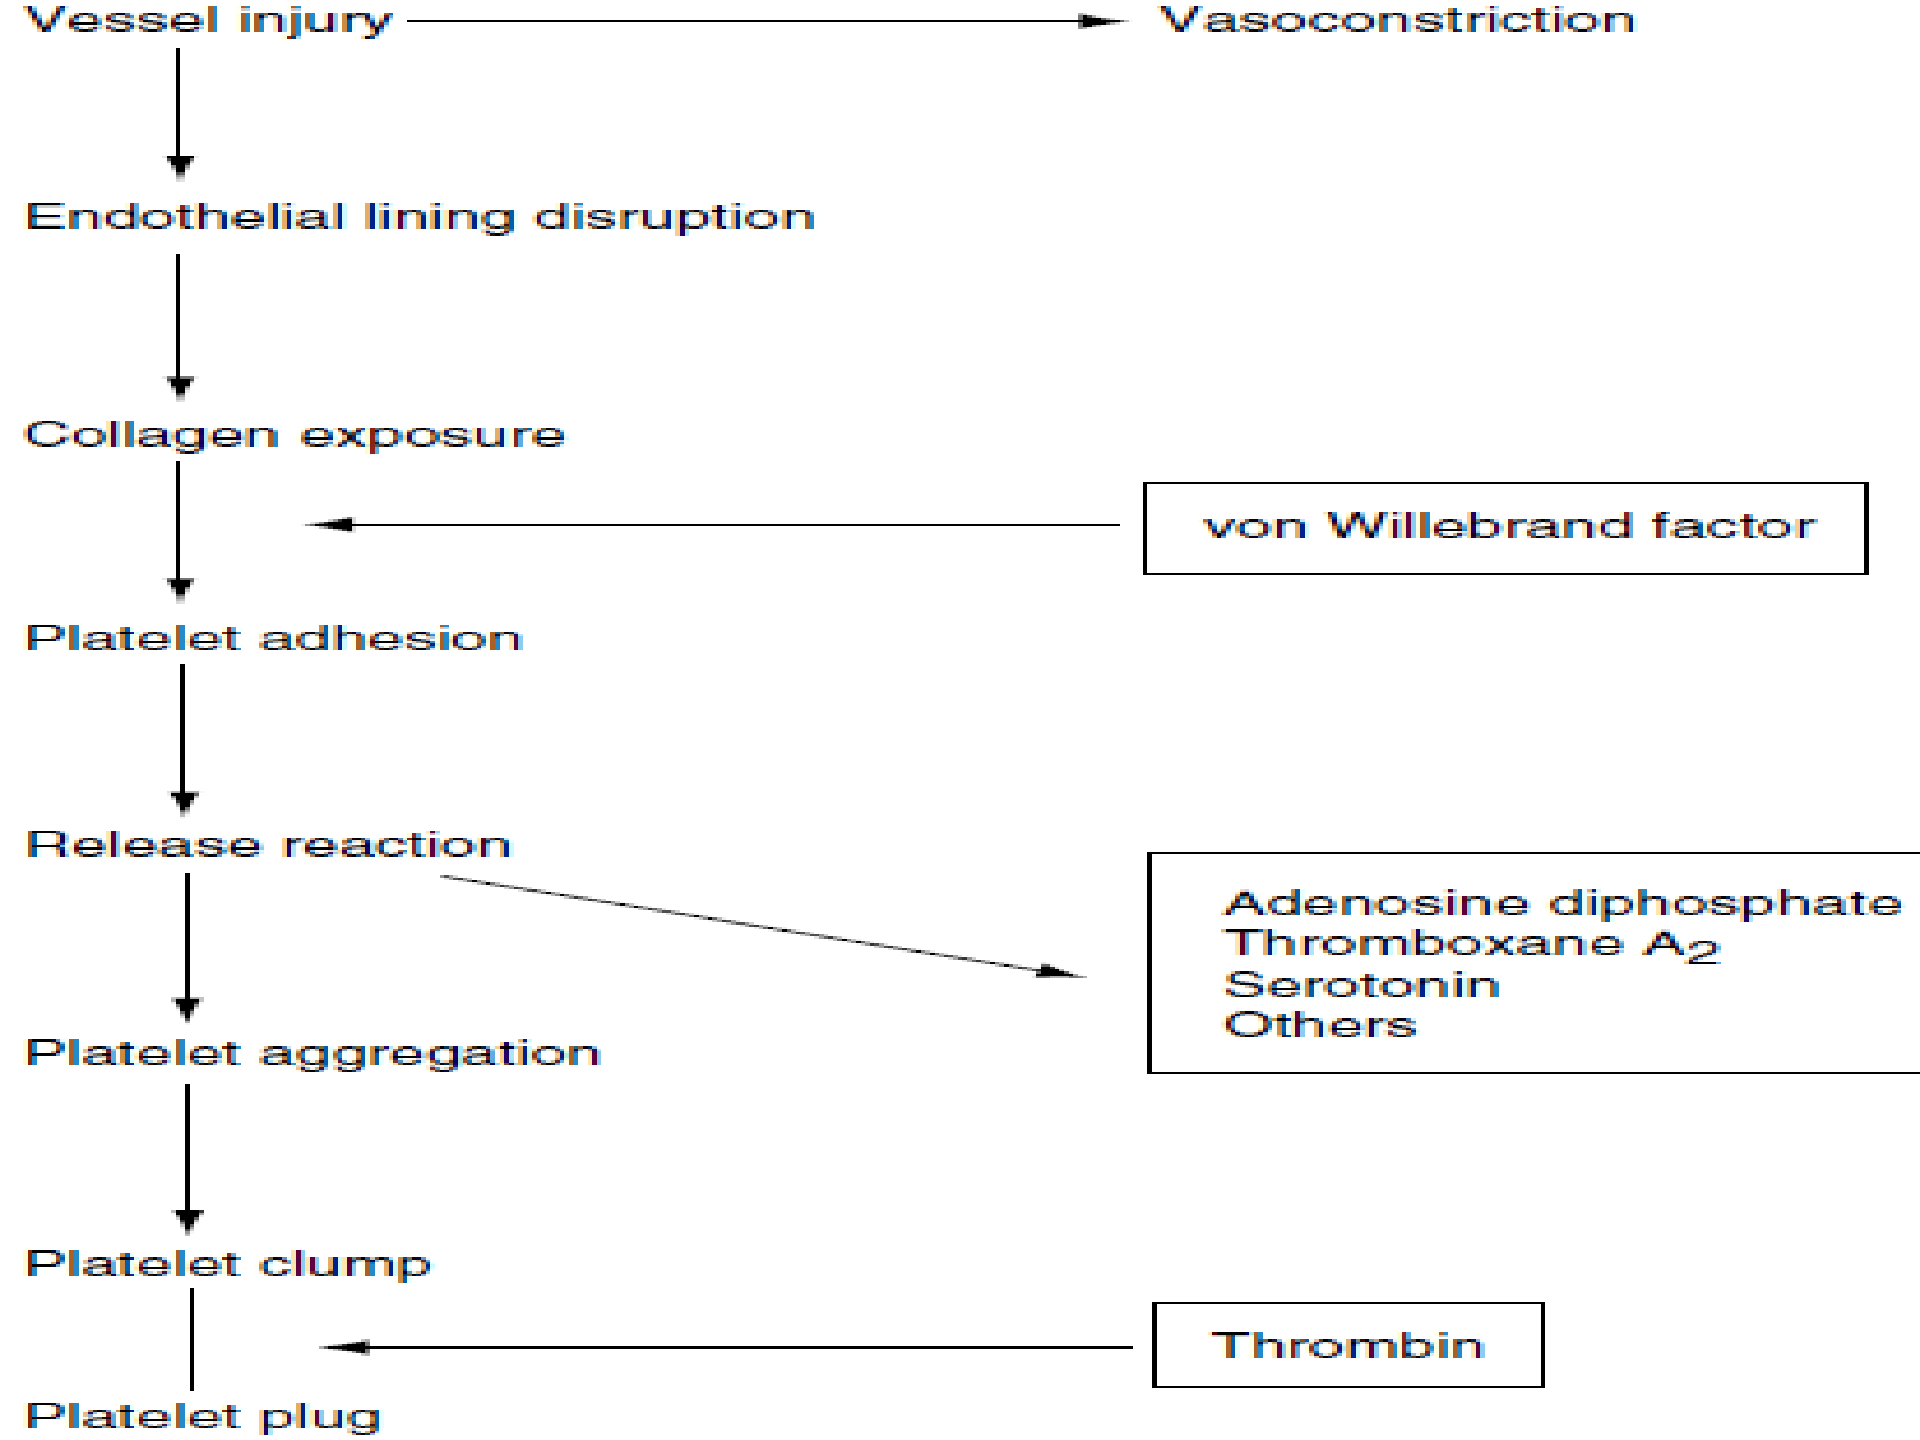 Vessel injury
Vasoconstriction
Endothelial lining disruption
Collagen exposure
von Willebrand factor
Platelet adhesion
Release reaction
Adenosine diphosphate
Thromboxane A₂
Serotonin
Others
Platelet aggregation
Platelet clump
Thrombin
Platelet plug